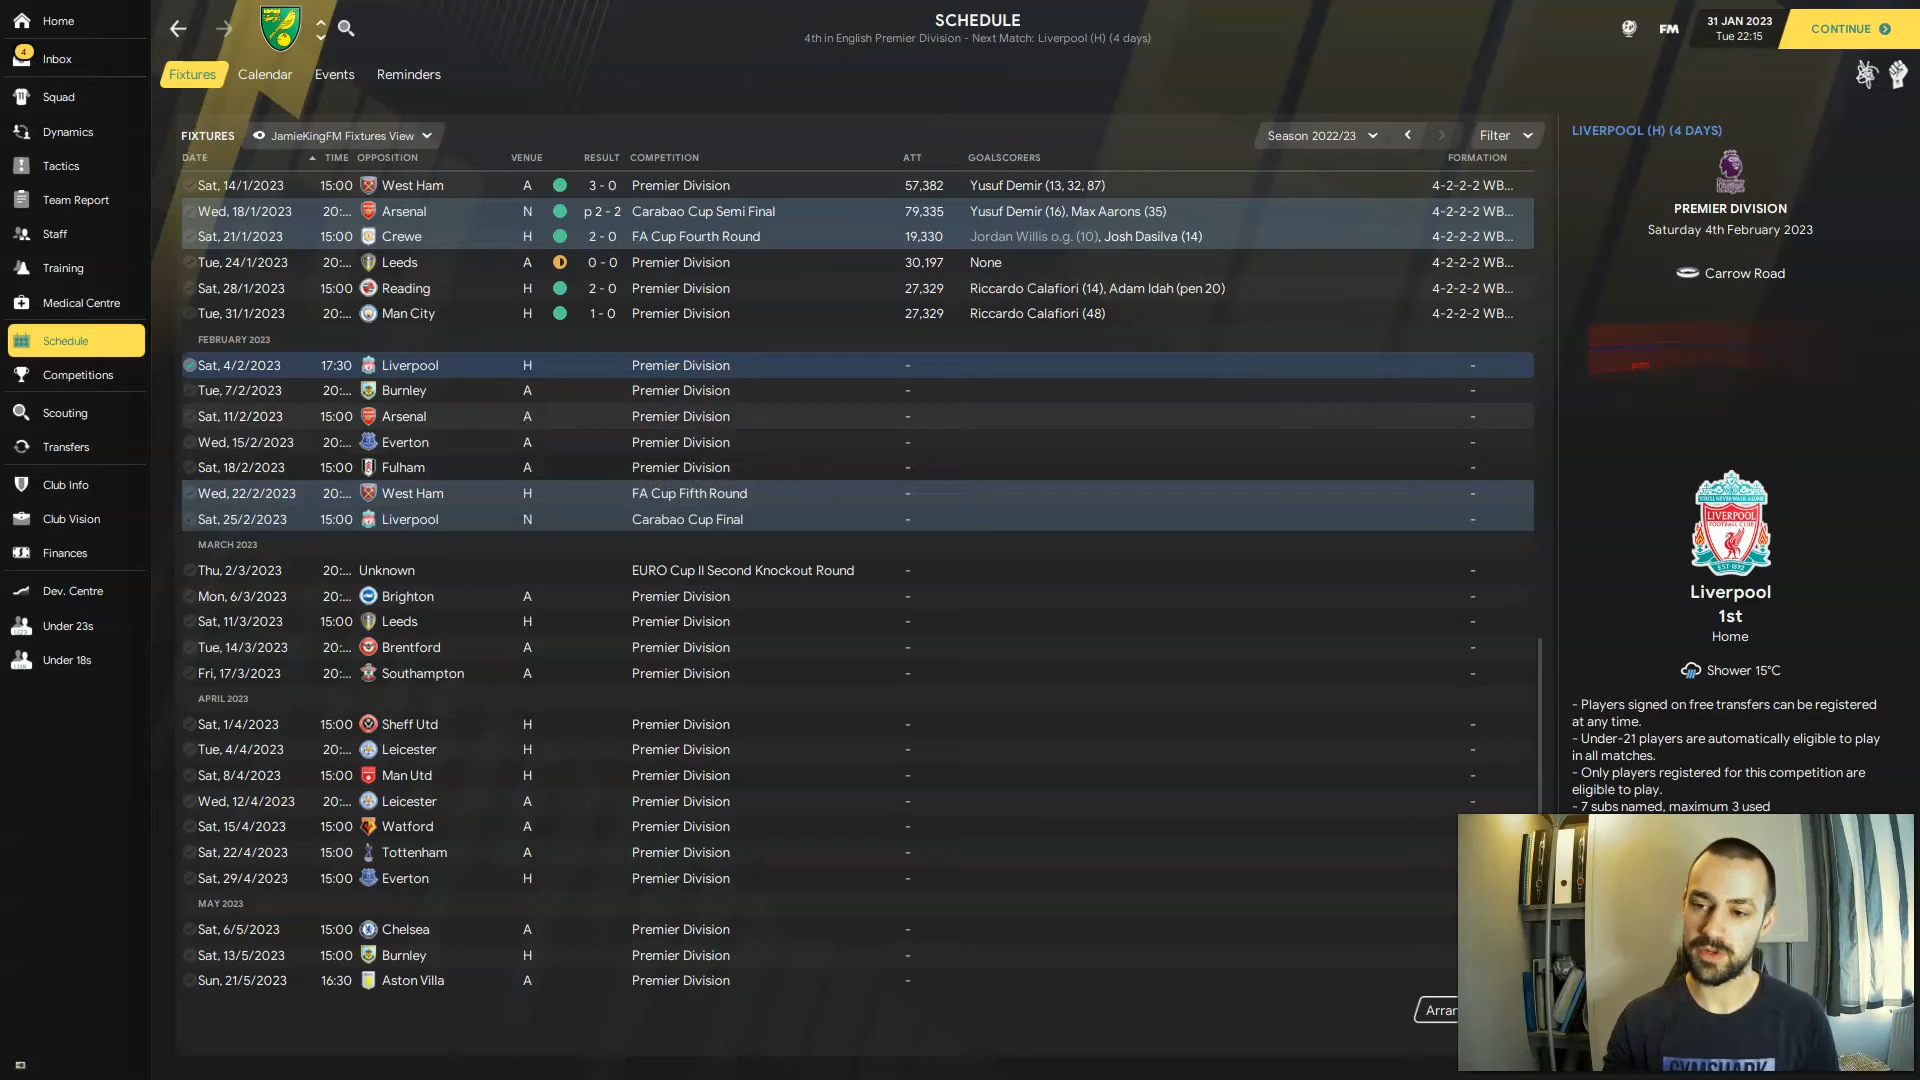 Home
4
Inbox
Squad
Dynamics
Tactics
Team Report
Staff
Training
Medical Centre
Schedule
Competitions
Scouting
Transfers
Club Info
Club Vision
Finances
Dev. Centre
Under 23s
Under 18s
SCHEDULE
4th in English Premier Division - Next Match: Liverpool (H) (4 days)
FM
31 JAN 2023
Tue 22:15
CONTINUE
Fixtures Calendar Events Reminders
FIXTURES JamieKingFM Fixtures View Season 2022/23 Filter
DATE TIME OPPOSITION VENUE RESULT COMPETITION ATT GOALSCORERS FORMATION
Sat, 14/1/2023 15:00 West Ham A 3 - 0 Premier Division 57,382 Yusuf Demir (13, 32, 87) 4-2-2-2 WB...
Wed, 18/1/2023 20:... Arsenal N p 2 - 2 Carabao Cup Semi Final 79,335 Yusuf Demir (16), Max Aarons (35) 4-2-2-2 WB...
Sat, 21/1/2023 15:00 Crewe H 2 - 0 FA Cup Fourth Round 19,330 Jordan Willis o.g. (10), Josh Dasilva (14) 4-2-2-2 WB...
Tue, 24/1/2023 20:... Leeds A 0 - 0 Premier Division 30,197 None 4-2-2-2 WB...
Sat, 28/1/2023 15:00 Reading H 2 - 0 Premier Division 27,329 Riccardo Calafiori (14), Adam Idah (pen 20) 4-2-2-2 WB...
Tue, 31/1/2023 20:... Man City H 1 - 0 Premier Division 27,329 Riccardo Calafiori (48) 4-2-2-2 WB...
FEBRUARY 2023
Sat, 4/2/2023 17:30 Liverpool H Premier Division - -
Tue, 7/2/2023 20:... Burnley A Premier Division - -
Sat, 11/2/2023 15:00 Arsenal A Premier Division - -
Wed, 15/2/2023 20:... Everton A Premier Division - -
Sat, 18/2/2023 15:00 Fulham A Premier Division - -
Wed, 22/2/2023 20:... West Ham H FA Cup Fifth Round - -
Sat, 25/2/2023 15:00 Liverpool N Carabao Cup Final - -
MARCH 2023
Thu, 2/3/2023 20:... Unknown EURO Cup II Second Knockout Round - -
Mon, 6/3/2023 20:... Brighton A Premier Division - -
Sat, 11/3/2023 15:00 Leeds H Premier Division - -
Tue, 14/3/2023 20:... Brentford A Premier Division - -
Fri, 17/3/2023 20:... Southampton A Premier Division - -
APRIL 2023
Sat, 1/4/2023 15:00 Sheff Utd H Premier Division - -
Tue, 4/4/2023 20:... Leicester H Premier Division - -
Sat, 8/4/2023 15:00 Man Utd H Premier Division - -
Wed, 12/4/2023 20:... Leicester A Premier Division - -
Sat, 15/4/2023 15:00 Watford A Premier Division -
Sat, 22/4/2023 15:00 Tottenham A Premier Division -
Sat, 29/4/2023 15:00 Everton H Premier Division -
MAY 2023
Sat, 6/5/2023 15:00 Chelsea A Premier Division -
Sat, 13/5/2023 15:00 Burnley H Premier Division -
Sun, 21/5/2023 16:30 Aston Villa A Premier Division -
LIVERPOOL (H) (4 DAYS)
Premier League
PREMIER DIVISION
Saturday 4th February 2023
Carrow Road
YOU'LL NEVER WALK ALONE
LIVERPOOL
FOOTBALL CLUB
EST·1892
Liverpool
1st
Home
Shower 15°C
- Players signed on free transfers can be registered
at any time.
- Under-21 players are automatically eligible to play
in all matches.
- Only players registered for this competition are
eligible to play.
- 7 subs named, maximum 3 used
GYMSHARK